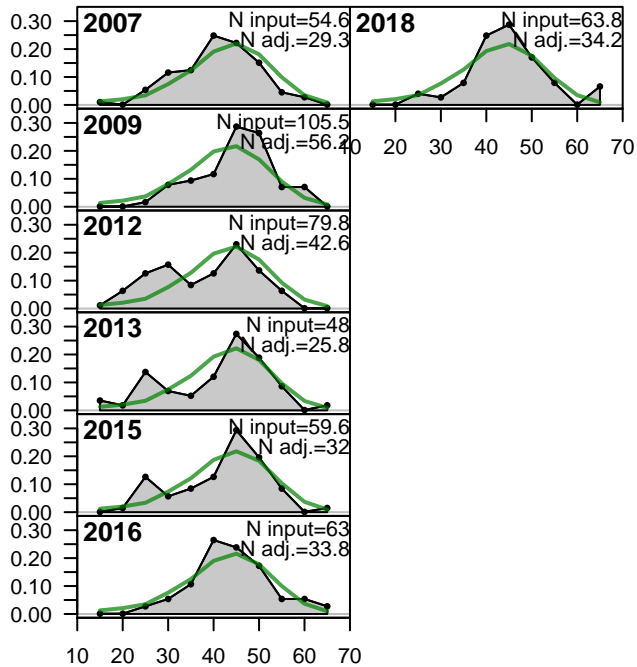 2007
N input=54.6
N adj.=29.3
0.30
0.20
0.10
0.00
2018
N input=63.8
N adj.=34.2
10 20 30 40 50 60 70
2009
N input=105.5
N adj.=56.2
0.30
0.20
0.10
0.00
2012
N input=79.8
N adj.=42.6
0.30
0.20
0.10
0.00
2013
N input=48
N adj.=25.8
0.30
0.20
0.10
0.00
2015
N input=59.6
N adj.=32
0.30
0.20
0.10
0.00
2016
N input=63
N adj.=33.8
0.30
0.20
0.10
0.00
10 20 30 40 50 60 70